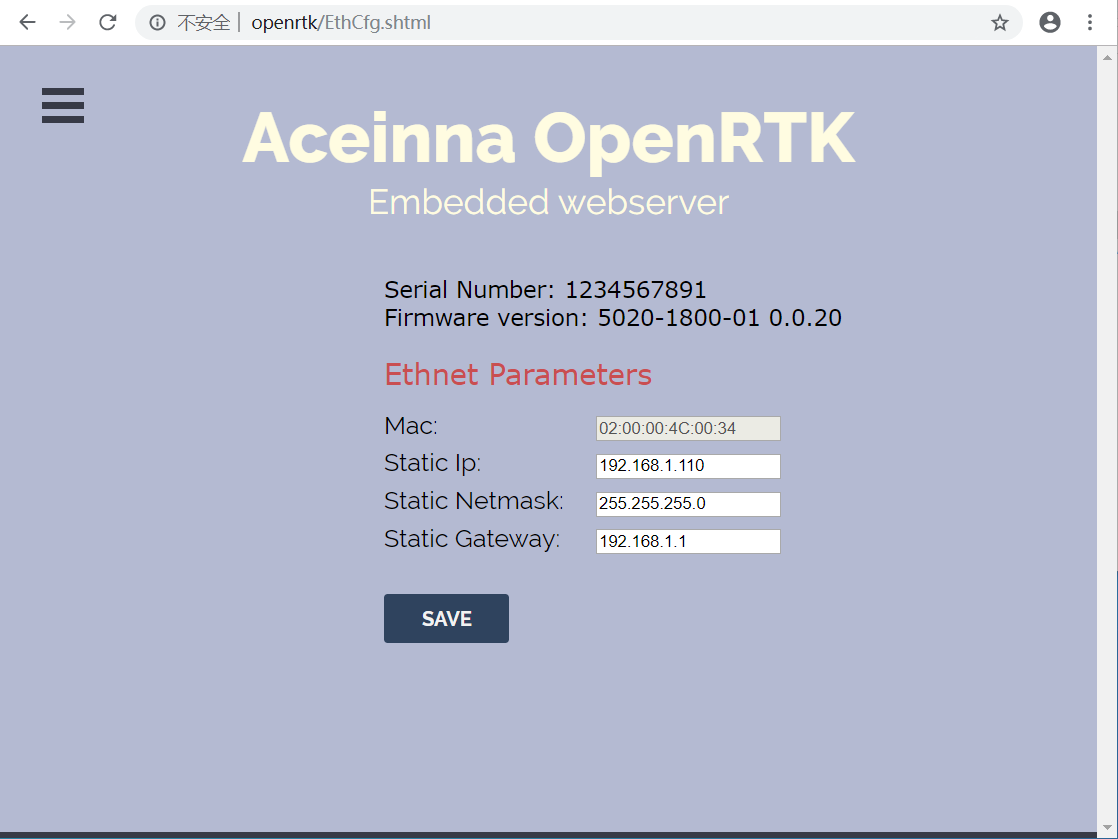 不安全 openrtk/EthCfg.shtml
Aceinna OpenRTK
Embedded webserver
Serial Number: 1234567891
Firmware version: 5020-1800-01 0.0.20
Ethnet Parameters
Mac: 02:00:00:4C:00:34
Static Ip: 192.168.1.110
Static Netmask: 255.255.255.0
Static Gateway: 192.168.1.1
SAVE